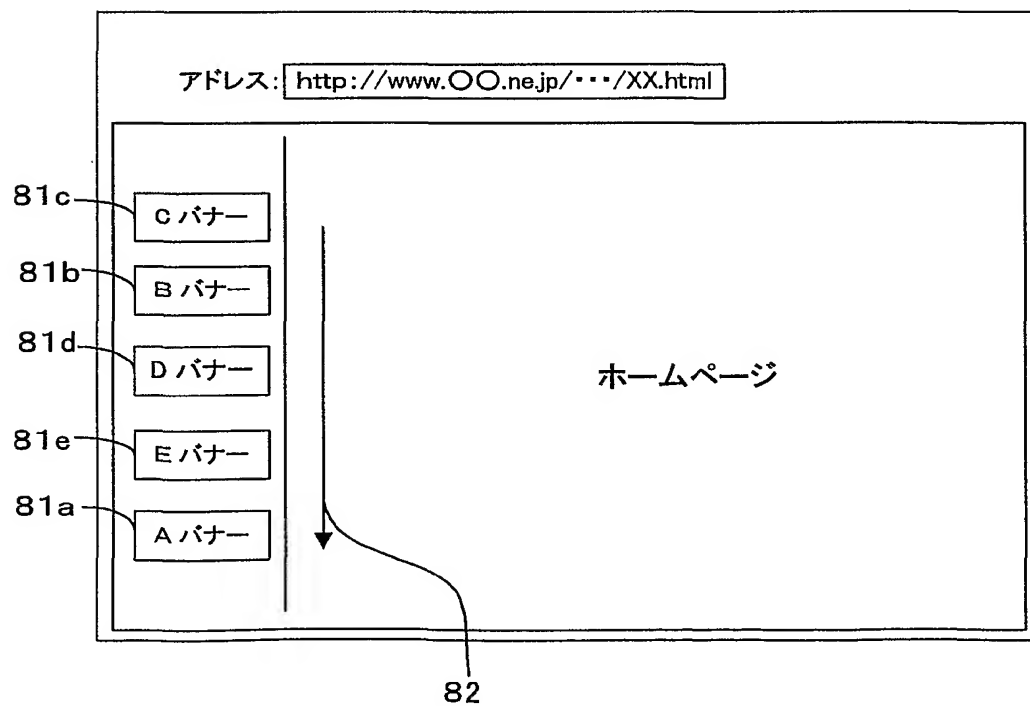 アドレス: http://www.〇〇.ne.jp/・・・/XX.html
81c
C バナー
81b
B バナー
81d
D バナー
ホームページ
81e
E バナー
81a
A バナー
82